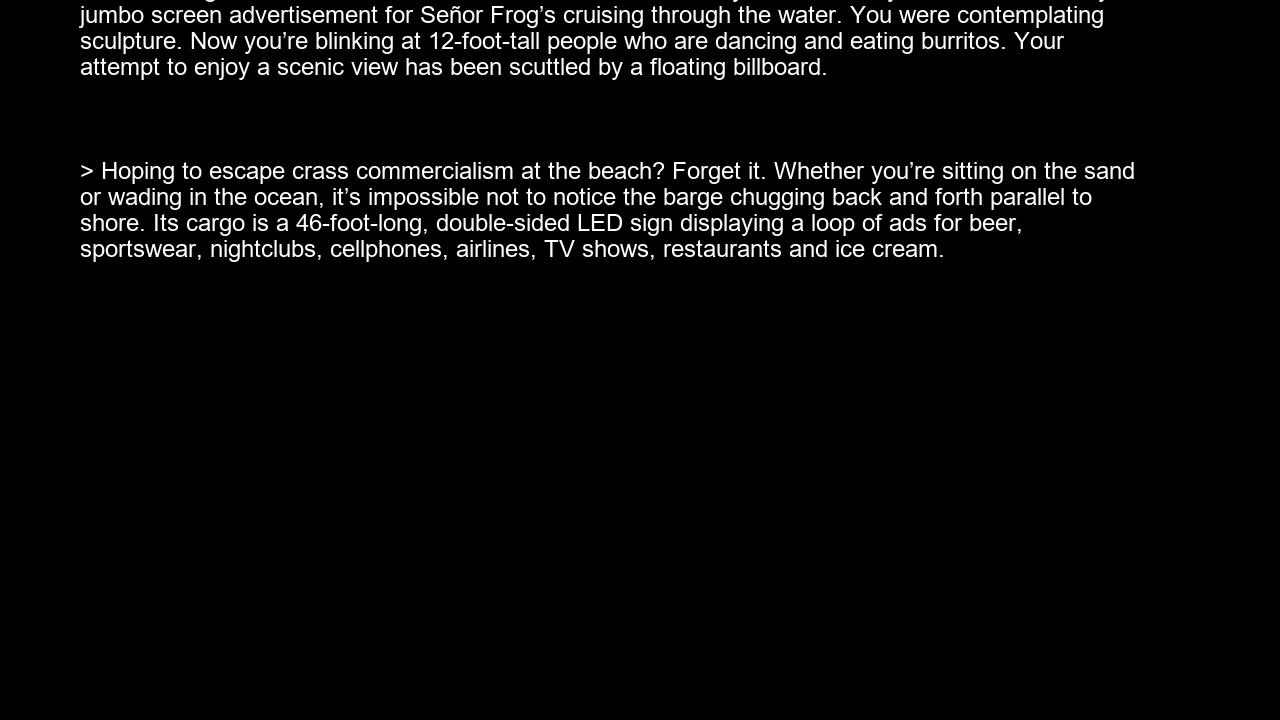 jumbo screen advertisement for Señor Frog’s cruising through the water. You were contemplating
sculpture. Now you’re blinking at 12-foot-tall people who are dancing and eating burritos. Your
attempt to enjoy a scenic view has been scuttled by a floating billboard.
> Hoping to escape crass commercialism at the beach? Forget it. Whether you’re sitting on the sand
or wading in the ocean, it’s impossible not to notice the barge chugging back and forth parallel to
shore. Its cargo is a 46-foot-long, double-sided LED sign displaying a loop of ads for beer,
sportswear, nightclubs, cellphones, airlines, TV shows, restaurants and ice cream.